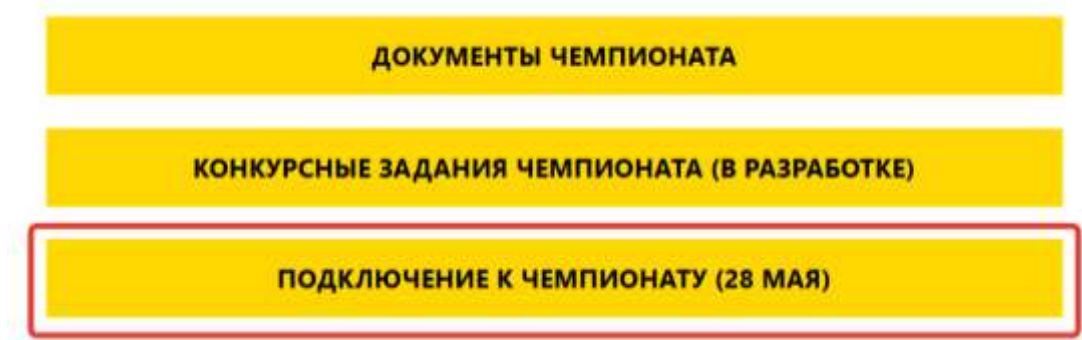 ДОКУМЕНТЫ ЧЕМПИОНАТА
КОНКУРСНЫЕ ЗАДАНИЯ ЧЕМПИОНАТА (В РАЗРАБОТКЕ)
ПОДКЛЮЧЕНИЕ К ЧЕМПИОНАТУ (28 МАЯ)